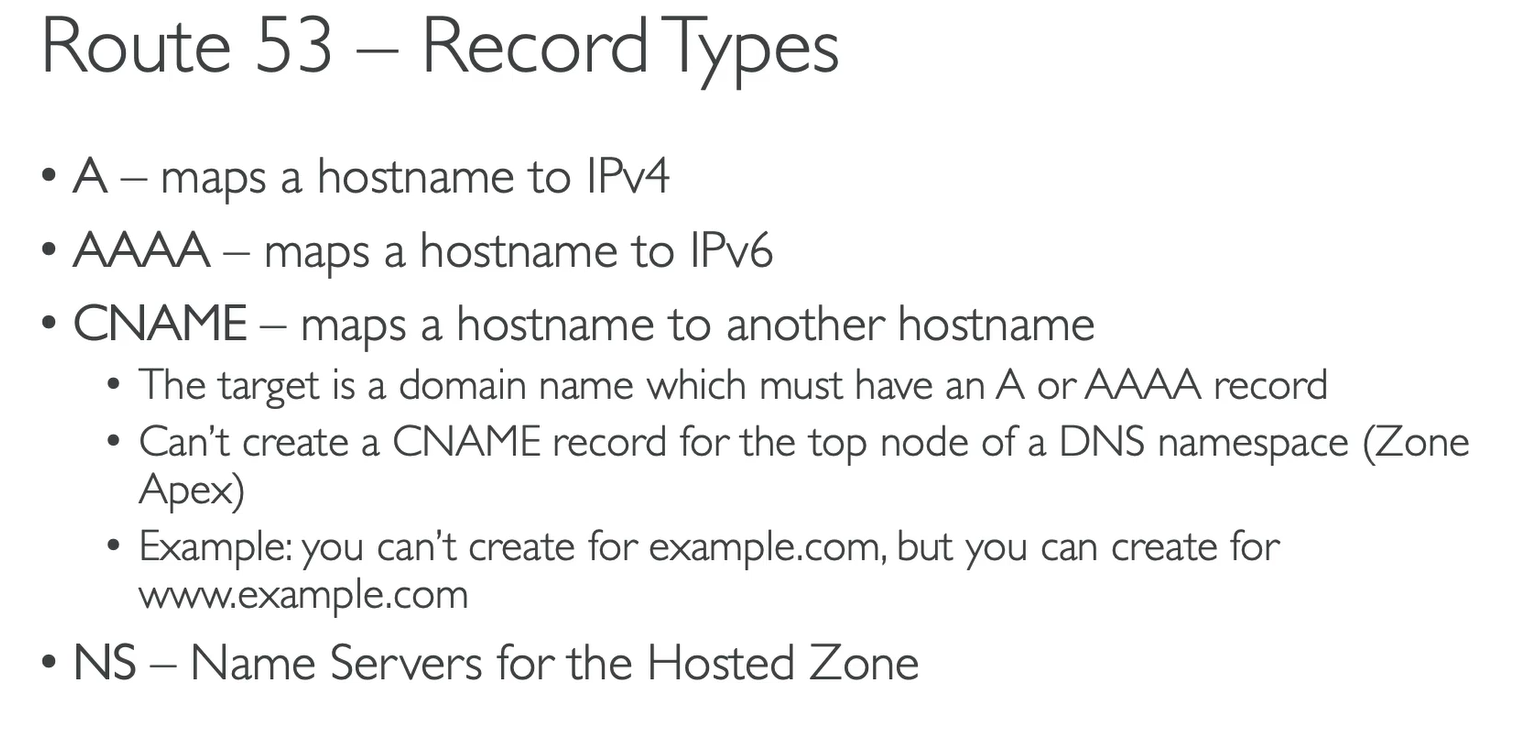 Route 53 – Record Types
• A – maps a hostname to IPv4
• AAAA – maps a hostname to IPv6
• CNAME – maps a hostname to another hostname
• The target is a domain name which must have an A or AAAA record
• Can’t create a CNAME record for the top node of a DNS namespace (Zone
Apex)
• Example: you can’t create for example.com, but you can create for
www.example.com
• NS – Name Servers for the Hosted Zone